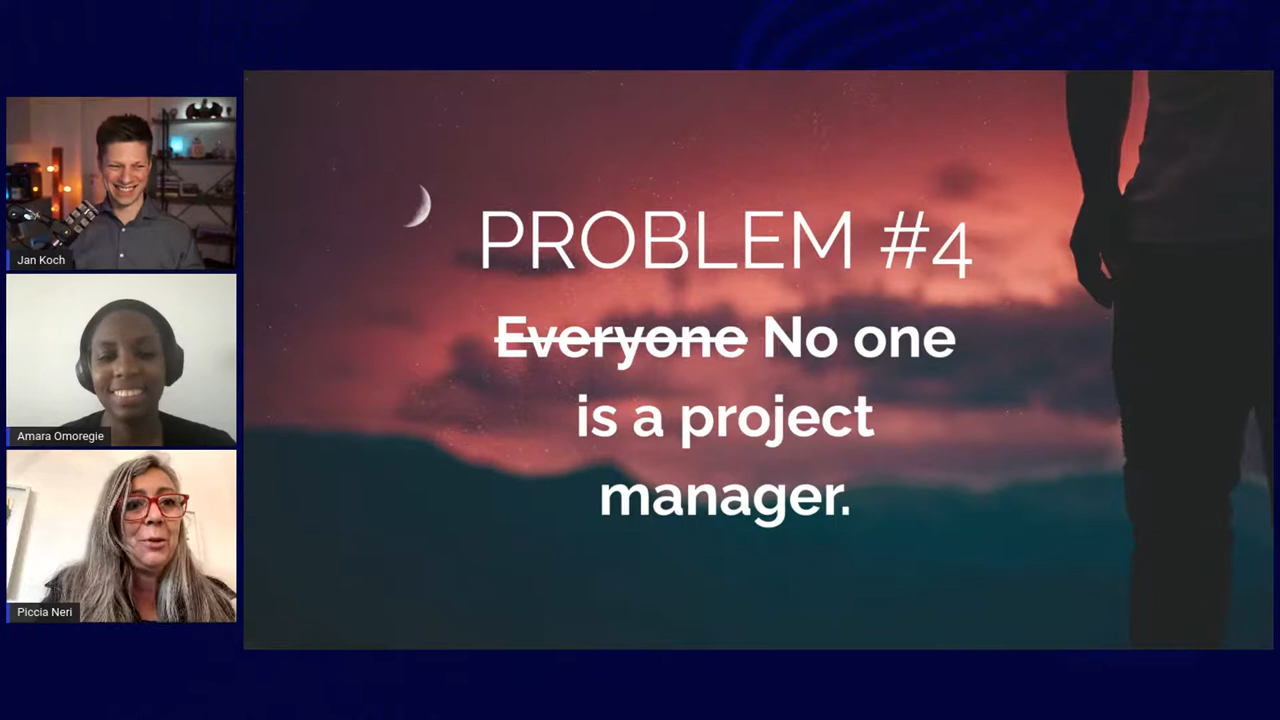 Jan Koch
Amara Omoregie
Piccia Neri
PROBLEM #4
Everyone No one
is a project
manager.